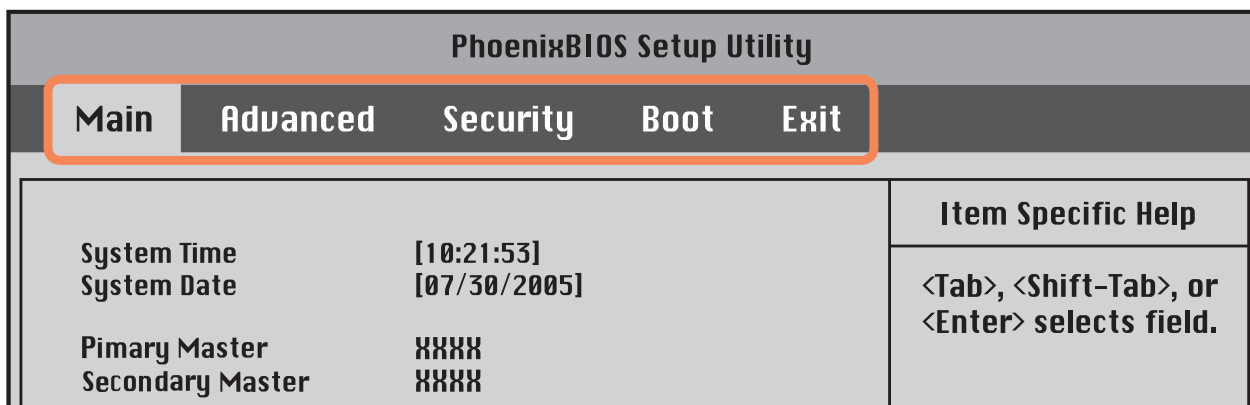 PhoenixBIOS Setup Utility
Main Advanced Security Boot Exit
System Time [10:21:53]
System Date [07/30/2005]
Pimary Master XXXX
Secondary Master XXXX
Item Specific Help
<Tab>, <Shift-Tab>, or
<Enter> selects field.